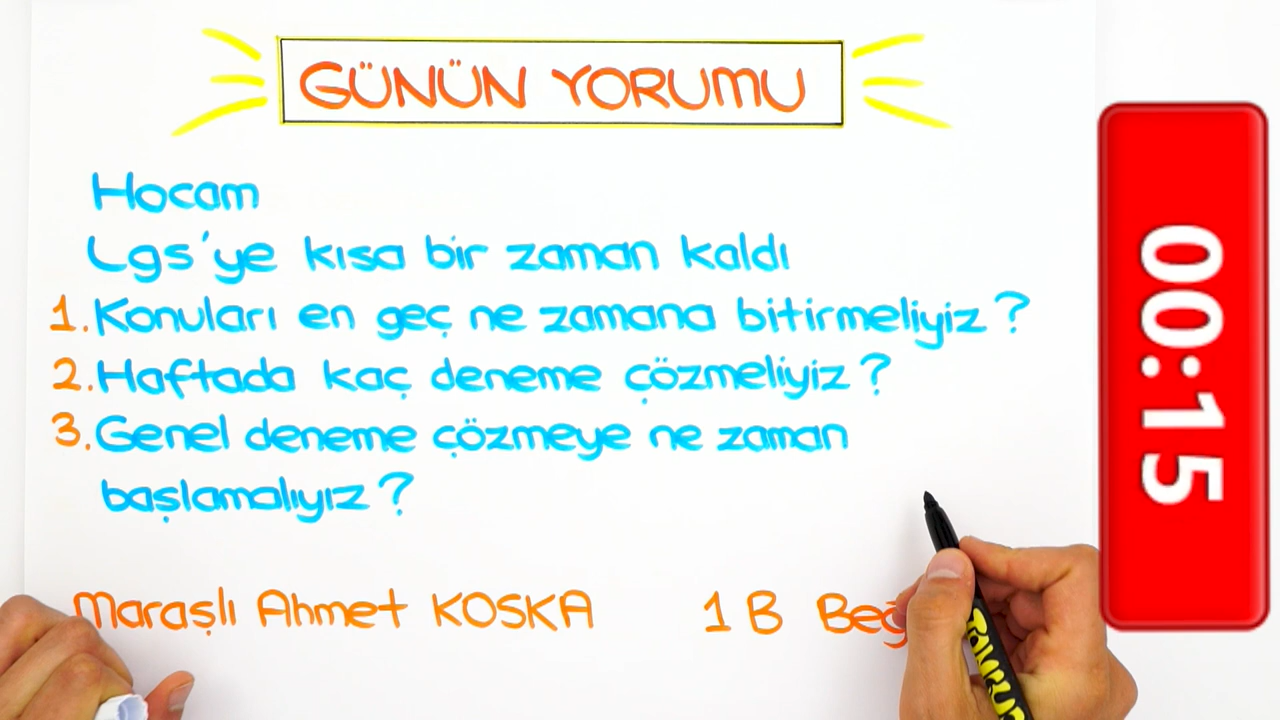 GÜNÜN YORUMU
Hocam
Lgs'ye kısa bir zaman kaldı
1. Konuları en geç ne zamana bitirmeliyiz ?
2. Haftada kaç deneme çözmeliyiz ?
3. Genel deneme çözmeye ne zaman
başlamalıyız ?
Maraşlı Ahmet KOSKA 1 B
00:15